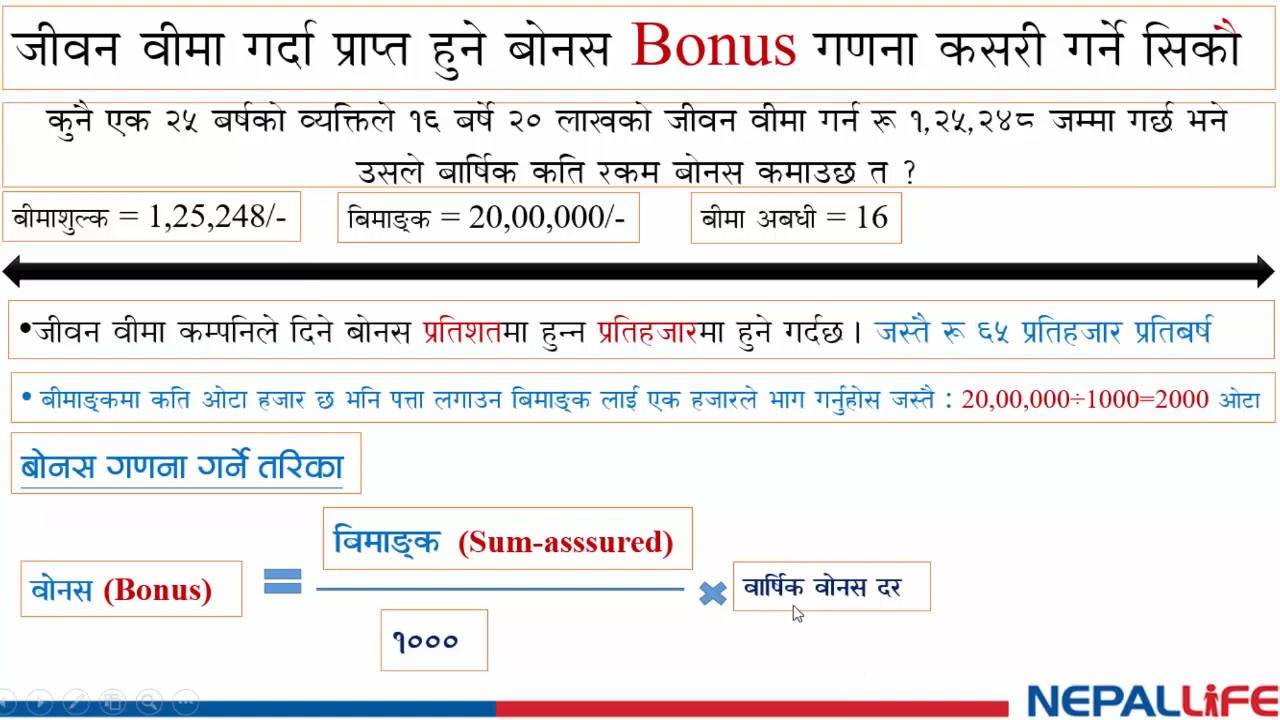 जीवन वीमा गर्दा प्राप्त हुने बोनस Bonus गणना कसरी गर्ने सिकौ
कुनै एक २५ बर्षको व्यक्तिले १६ बर्षे २० लाखको जीवन वीमा गर्न रू १,२५,२४८ जम्मा गर्छ भने
उसले बार्षिक कति रकम बोनस कमाउछ त ?
बीमाशुल्क = 1,25,248/-
बिमाङ्क = 20,00,000/-
बीमा अबधी = 16
•जीवन वीमा कम्पनिले दिने बोनस प्रतिशतमा हुन्न प्रतिहजारमा हुने गर्दछ । जस्तै रू ६५ प्रतिहजार प्रतिबर्ष
• बीमाङ्कमा कति ओटा हजार छ भनि पत्ता लगाउन बिमाङ्क लाई एक हजारले भाग गर्नुहोस जस्तै : 20,00,000÷1000=2000 ओटा
बोनस गणना गर्ने तरिका
बिमाङ्क (Sum-asssured)
वोनस (Bonus) = × वार्षिक वोनस दर
१०००
NEPALLIFE